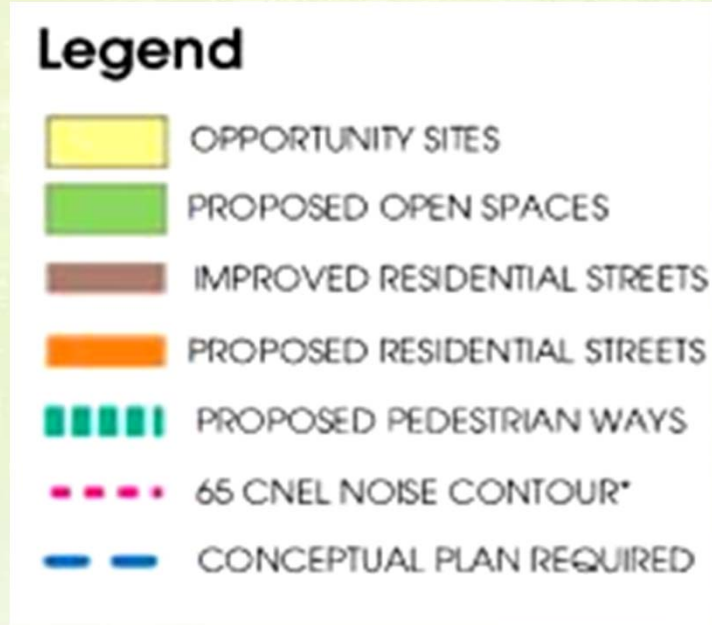 Legend
OPPORTUNITY SITES
PROPOSED OPEN SPACES
IMPROVED RESIDENTIAL STREETS
PROPOSED RESIDENTIAL STREETS
PROPOSED PEDESTRIAN WAYS
65 CNEL NOISE CONTOUR*
CONCEPTUAL PLAN REQUIRED